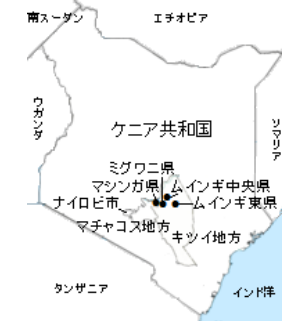 南スーダン
エチオピア
ウガンダ
ソマリア
ケニア共和国
ミグワニ県
マシンガ県
ムインギ中央県
ナイロビ市
ムインギ東県
マチャコス地方
キツイ地方
タンザニア
インド洋